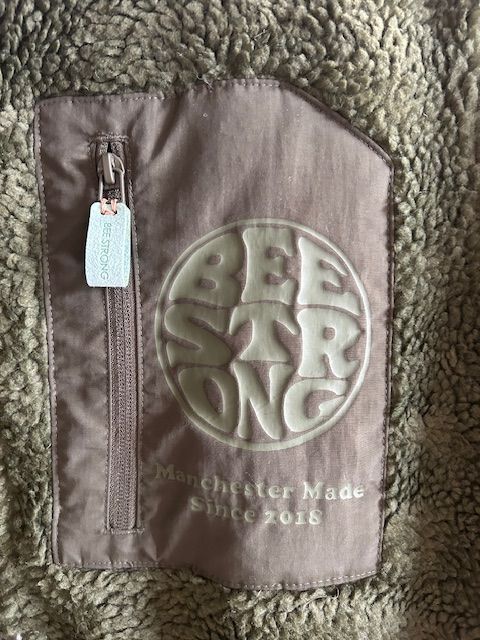 BEE STRONG
BEE
STR
ONG
Manchester Made
Since 2018